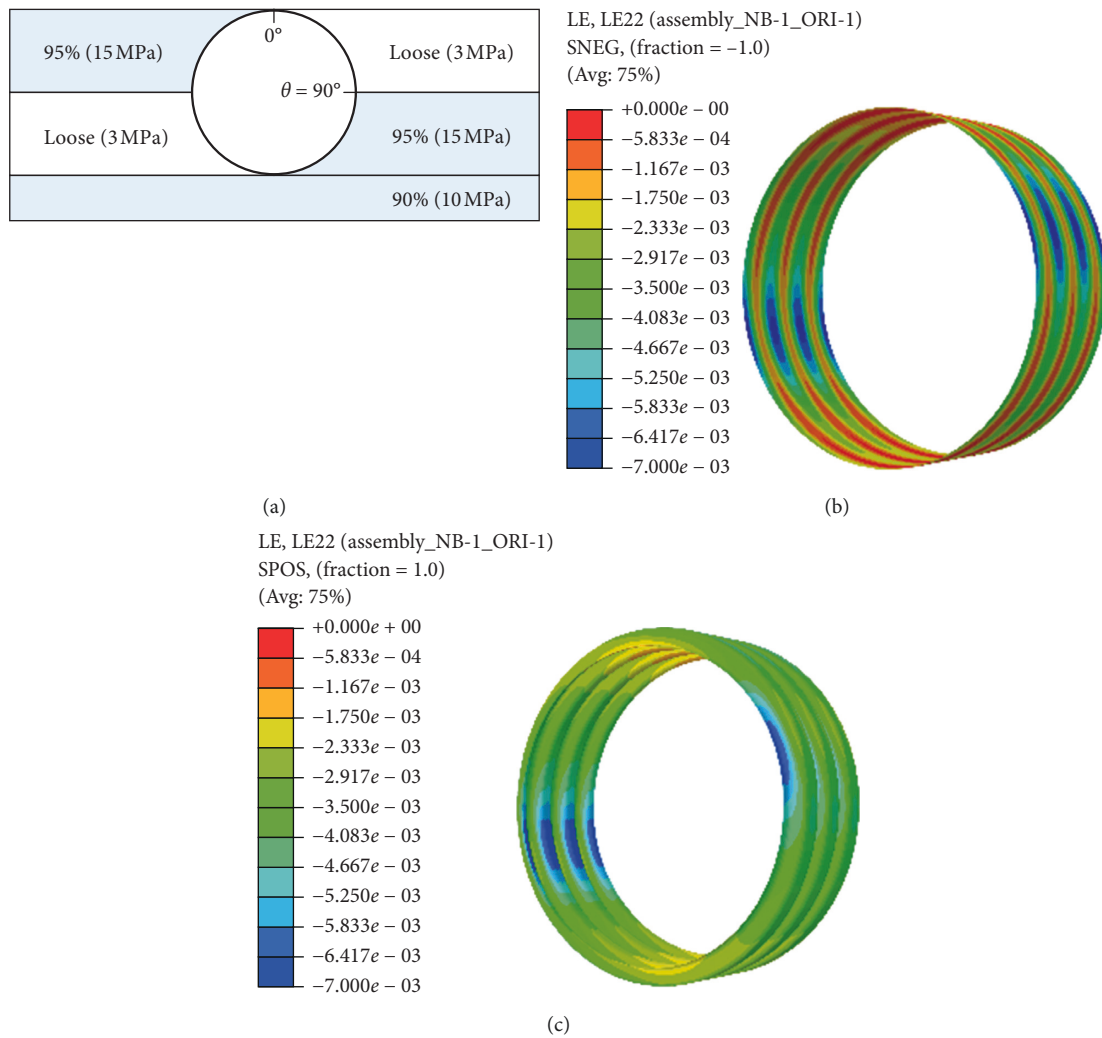 95% (15 MPa)
0°
Loose (3 MPa)
θ = 90°
Loose (3 MPa)
95% (15 MPa)
90% (10 MPa)
(a)
LE, LE22 (assembly_NB-1_ORI-1)
SNEG, (fraction = –1.0)
(Avg: 75%)
+0.000e – 00
–5.833e – 04
–1.167e – 03
–1.750e – 03
–2.333e – 03
–2.917e – 03
–3.500e – 03
–4.083e – 03
–4.667e – 03
–5.250e – 03
–5.833e – 03
–6.417e – 03
–7.000e – 03
(b)
LE, LE22 (assembly_NB-1_ORI-1)
SPOS, (fraction = 1.0)
(Avg: 75%)
+0.000e + 00
–5.833e – 04
–1.167e – 03
–1.750e – 03
–2.333e – 03
–2.917e – 03
–3.500e – 03
–4.083e – 03
–4.667e – 03
–5.250e – 03
–5.833e – 03
–6.417e – 03
–7.000e – 03
(c)